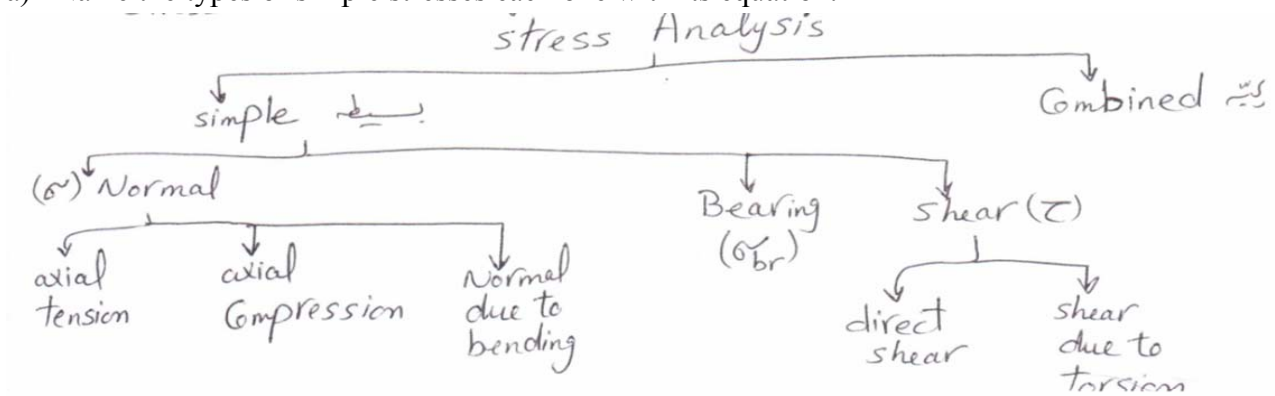 stress Analysis
simple بسيط
Combined
(σ) Normal
Bearing
(σbr)
shear (τ)
axial
tension
axial
Compression
Normal
due to
bending
direct
shear
shear
due to
torsion